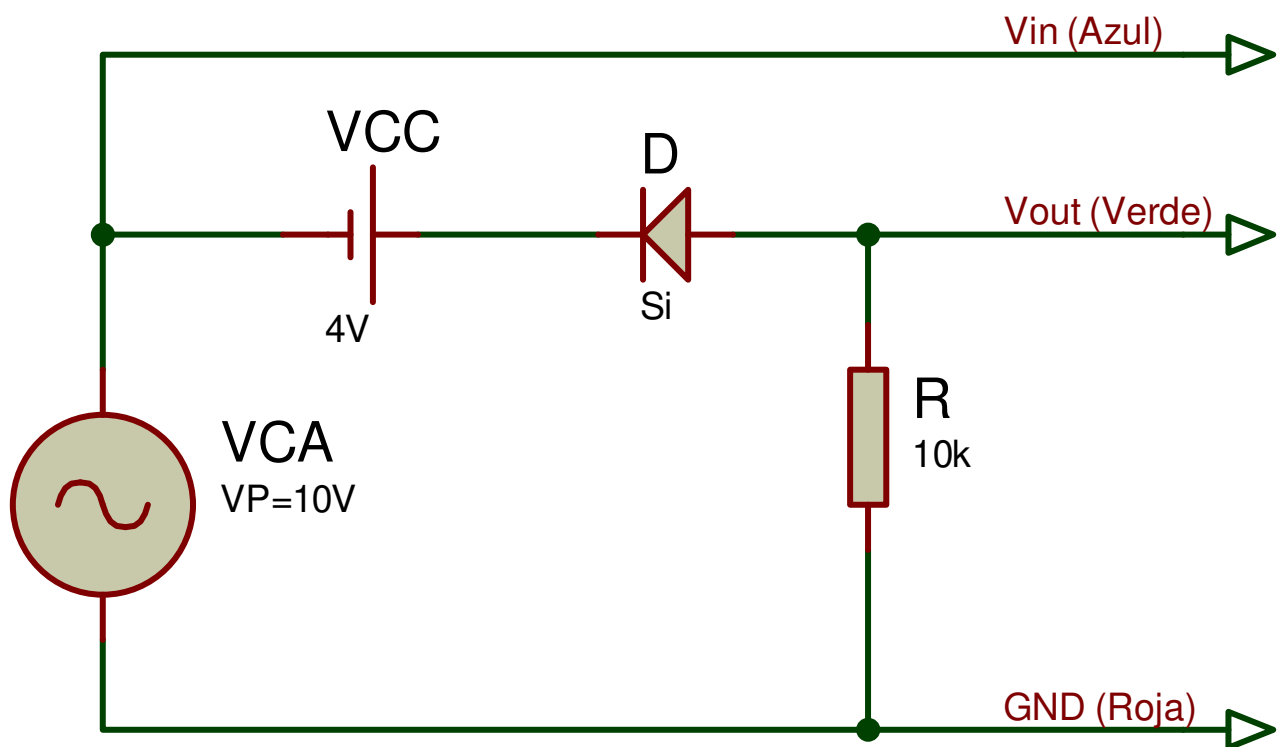 Vin (Azul)
VCC
4V
D
Si
Vout (Verde)
VCA
VP=10V
R
10k
GND (Roja)